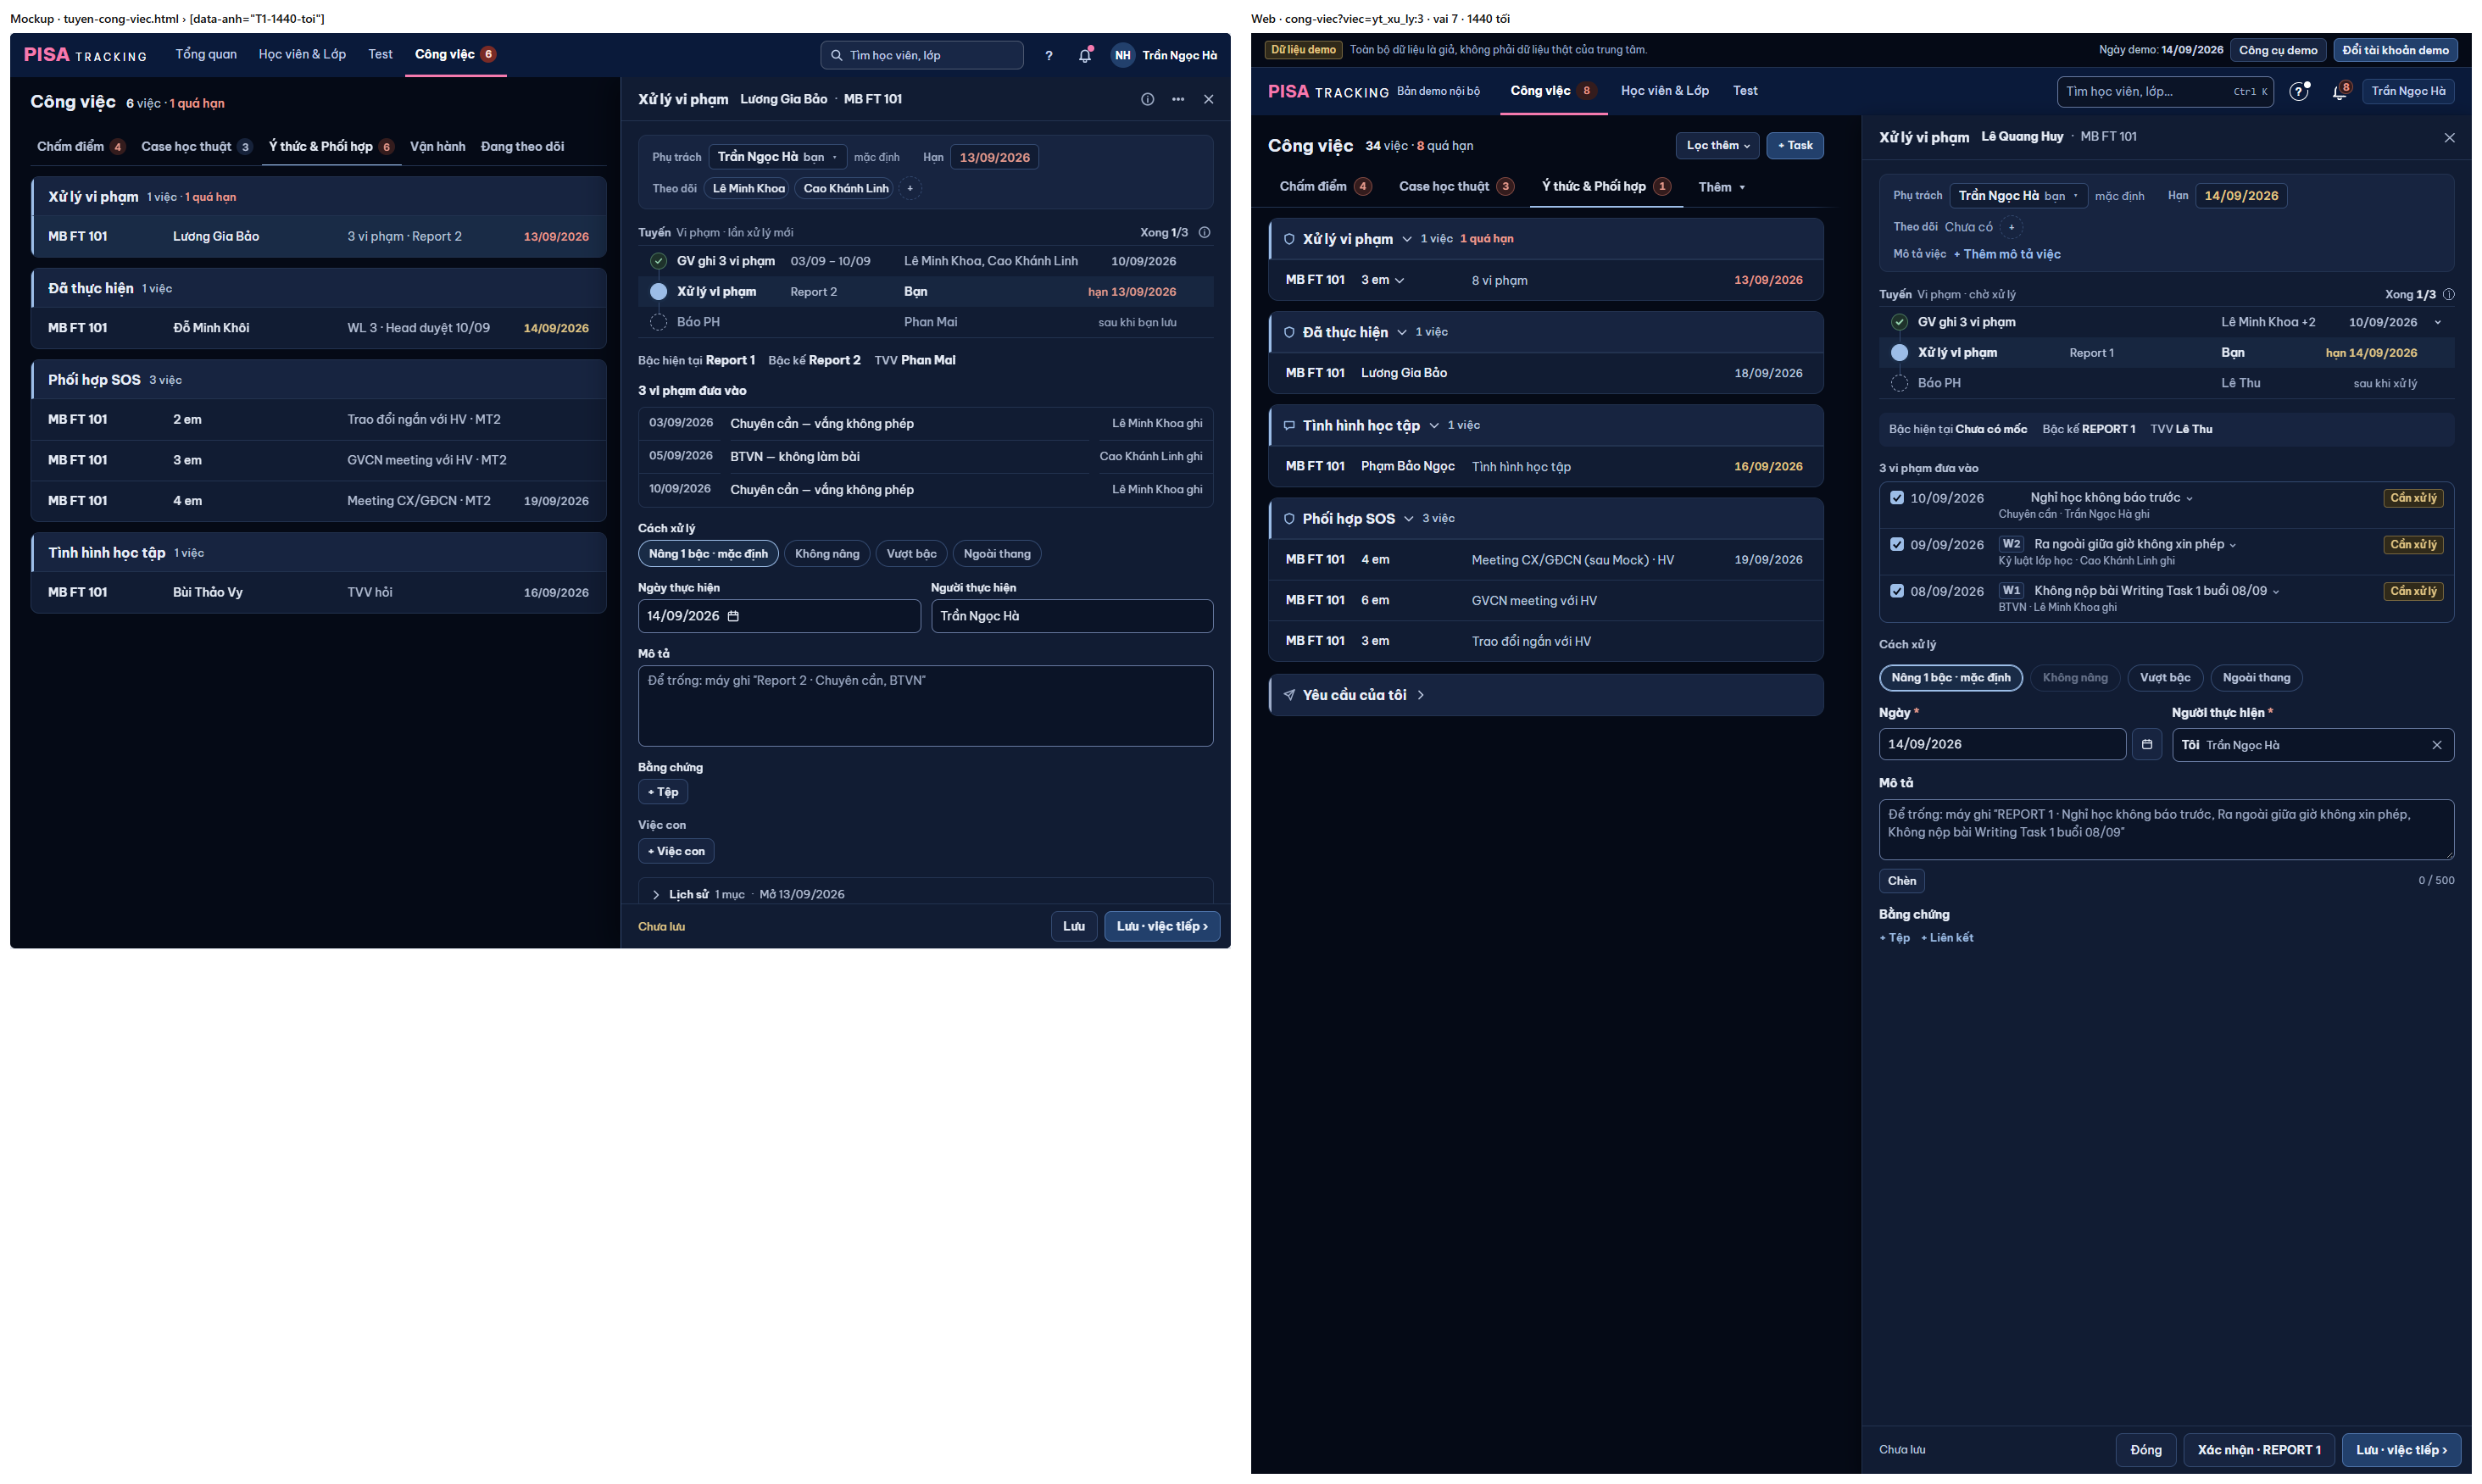 Mockup · tuyen-cong-viec.html › [data-anh="T1-1440-toi"]
PISA TRACKING Tổng quan Học viên & Lớp Test Công việc 6 Tìm học viên, lớp ? NH Trần Ngọc Hà
Công việc 6 việc · 1 quá hạn
Chấm điểm 4 Case học thuật 3 Ý thức & Phối hợp 6 Vận hành Đang theo dõi
Xử lý vi phạm 1 việc · 1 quá hạn
MB FT 101 Lương Gia Bảo 3 vi phạm · Report 2 13/09/2026
Đã thực hiện 1 việc
MB FT 101 Đỗ Minh Khôi WL 3 · Head duyệt 10/09 14/09/2026
Phối hợp SOS 3 việc
MB FT 101 2 em Trao đổi ngắn với HV · MT2
MB FT 101 3 em GVCN meeting với HV · MT2
MB FT 101 4 em Meeting CX/GĐCN · MT2 19/09/2026
Tình hình học tập 1 việc
MB FT 101 Bùi Thảo Vy TVV hỏi 16/09/2026
Xử lý vi phạm Lương Gia Bảo · MB FT 101
Phụ trách Trần Ngọc Hà bạn mặc định Hạn 13/09/2026
Theo dõi Lê Minh Khoa Cao Khánh Linh +
Tuyến Vi phạm · lần xử lý mới Xong 1/3
GV ghi 3 vi phạm 03/09 – 10/09 Lê Minh Khoa, Cao Khánh Linh 10/09/2026
Xử lý vi phạm Report 2 Bạn hạn 13/09/2026
Báo PH Phan Mai sau khi bạn lưu
Bậc hiện tại Report 1 Bậc kế Report 2 TVV Phan Mai
3 vi phạm đưa vào
03/09/2026 Chuyên cần — vắng không phép Lê Minh Khoa ghi
05/09/2026 BTVN — không làm bài Cao Khánh Linh ghi
10/09/2026 Chuyên cần — vắng không phép Lê Minh Khoa ghi
Cách xử lý
Nâng 1 bậc · mặc định Không nâng Vượt bậc Ngoài thang
Ngày thực hiện Người thực hiện
14/09/2026 Trần Ngọc Hà
Mô tả
Để trống: máy ghi "Report 2 · Chuyên cần, BTVN"
Bằng chứng
+ Tệp
Việc con
+ Việc con
Lịch sử 1 mục · Mở 13/09/2026
Chưa lưu Lưu Lưu · việc tiếp ›
Web · cong-viec?viec=yt_xu_ly:3 · vai 7 · 1440 tối
Dữ liệu demo Toàn bộ dữ liệu là giả, không phải dữ liệu thật của trung tâm. Ngày demo: 14/09/2026 Công cụ demo Đổi tài khoản demo
PISA TRACKING Bản demo nội bộ Công việc 8 Học viên & Lớp Test Tìm học viên, lớp... Ctrl K ? 8 Trần Ngọc Hà
Công việc 34 việc · 8 quá hạn Lọc thêm + Task
Chấm điểm 4 Case học thuật 3 Ý thức & Phối hợp 1 Thêm
Xử lý vi phạm 1 việc 1 quá hạn
MB FT 101 3 em 8 vi phạm 13/09/2026
Đã thực hiện 1 việc
MB FT 101 Lương Gia Bảo 18/09/2026
Tình hình học tập 1 việc
MB FT 101 Phạm Bảo Ngọc Tình hình học tập 16/09/2026
Phối hợp SOS 3 việc
MB FT 101 4 em Meeting CX/GĐCN (sau Mock) · HV 19/09/2026
MB FT 101 6 em GVCN meeting với HV
MB FT 101 3 em Trao đổi ngắn với HV
Yêu cầu của tôi
Xử lý vi phạm Lê Quang Huy · MB FT 101
Phụ trách Trần Ngọc Hà bạn mặc định Hạn 14/09/2026
Theo dõi Chưa có +
Mô tả việc + Thêm mô tả việc
Tuyến Vi phạm · chờ xử lý Xong 1/3
GV ghi 3 vi phạm Lê Minh Khoa +2 10/09/2026
Xử lý vi phạm Report 1 Bạn hạn 14/09/2026
Báo PH Lê Thu sau khi xử lý
Bậc hiện tại Chưa có mốc Bậc kế REPORT 1 TVV Lê Thu
3 vi phạm đưa vào
10/09/2026 Nghỉ học không báo trước Cần xử lý
Chuyên cần · Trần Ngọc Hà ghi
09/09/2026 W2 Ra ngoài giữa giờ không xin phép Cần xử lý
Kỷ luật lớp học · Cao Khánh Linh ghi
08/09/2026 W1 Không nộp bài Writing Task 1 buổi 08/09 Cần xử lý
BTVN · Lê Minh Khoa ghi
Cách xử lý
Nâng 1 bậc · mặc định Không nâng Vượt bậc Ngoài thang
Ngày * Người thực hiện *
14/09/2026 Tôi Trần Ngọc Hà
Mô tả
Để trống: máy ghi "REPORT 1 · Nghỉ học không báo trước, Ra ngoài giữa giờ không xin phép,
Không nộp bài Writing Task 1 buổi 08/09"
Chèn 0 / 500
Bằng chứng
+ Tệp + Liên kết
Chưa lưu Đóng Xác nhận · REPORT 1 Lưu · việc tiếp ›